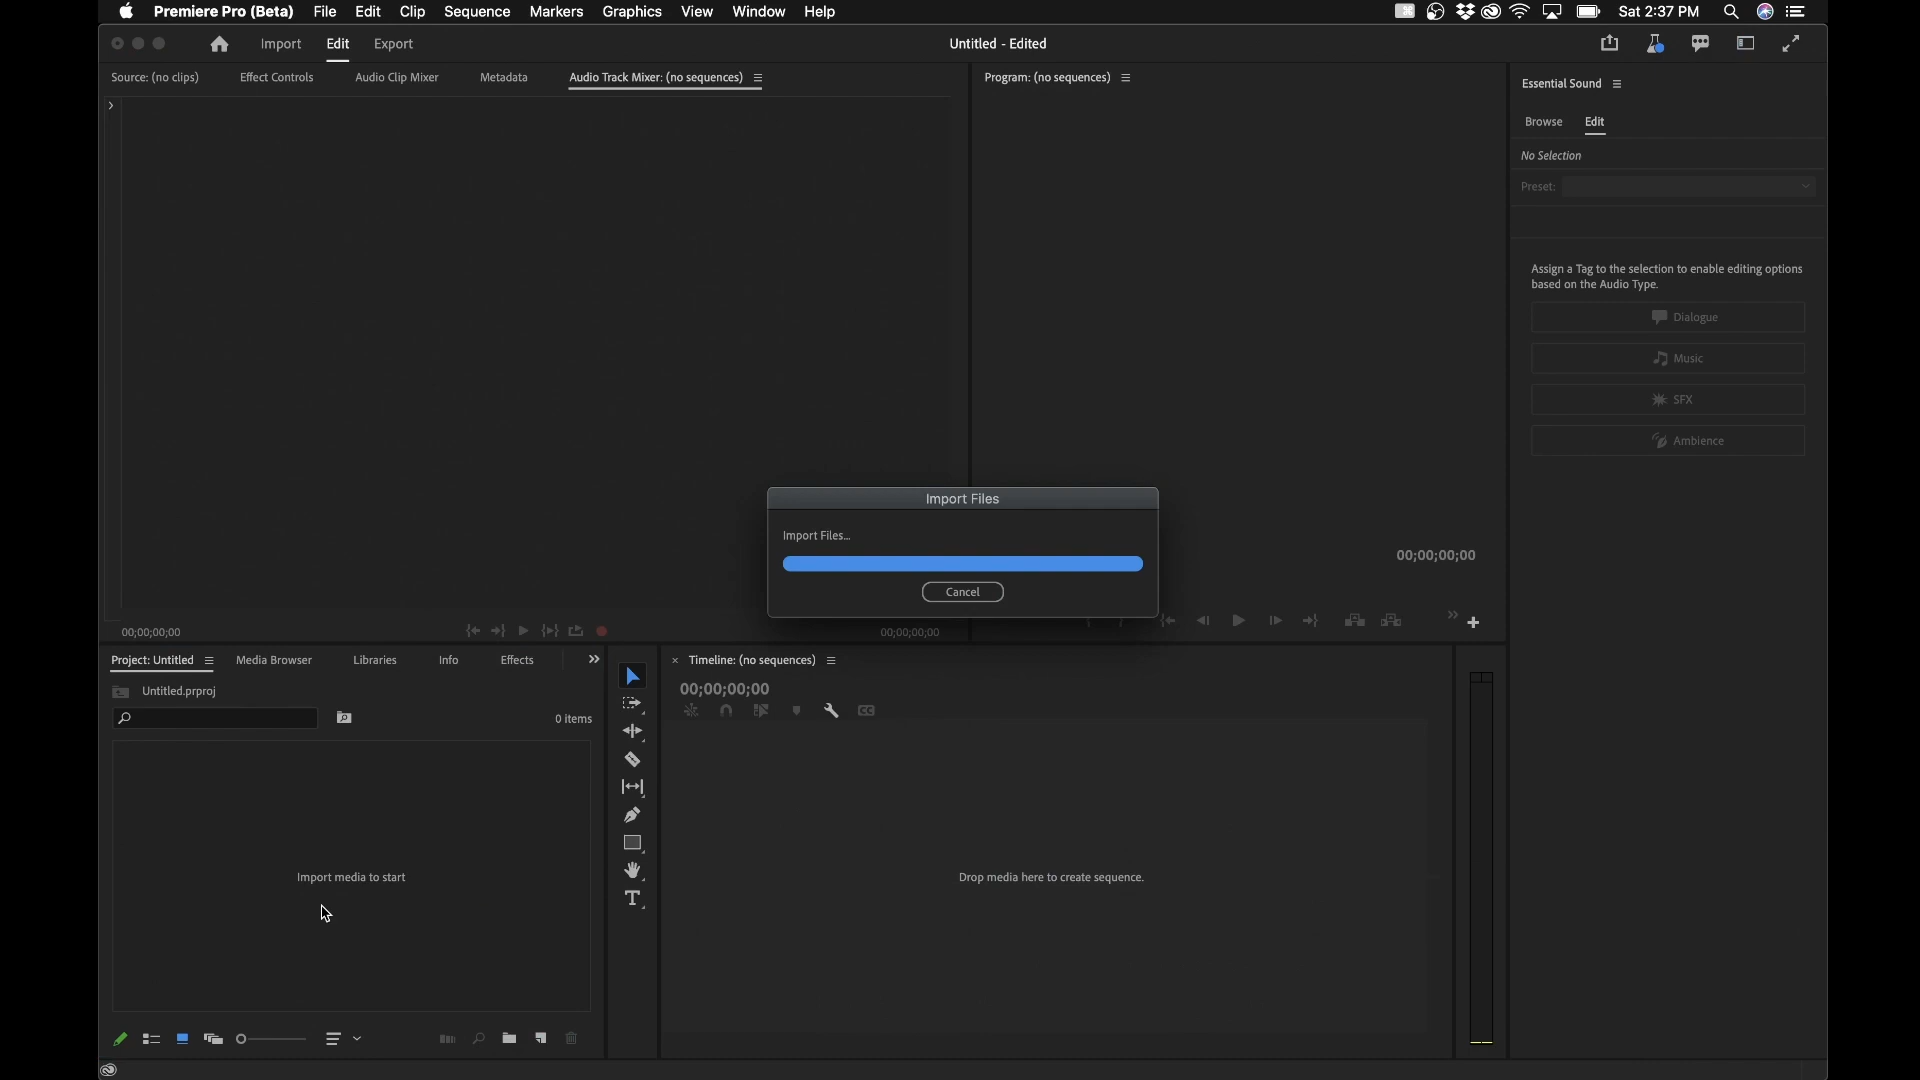 Premiere Pro (Beta) File Edit Clip Sequence Markers Graphics View Window Help Sat 2:37 PM
Import Edit Export Untitled - Edited
Source: (no clips) Effect Controls Audio Clip Mixer Metadata Audio Track Mixer: (no sequences) Program: (no sequences)
Essential Sound
Browse Edit
No Selection
Preset:
Assign a Tag to the selection to enable editing options
based on the Audio Type.
Dialogue
Music
SFX
Ambience
Import Files
Import Files...
Cancel
00;00;00;00
00;00;00;00 00;00;00;00
Project: Untitled Media Browser Libraries Info Effects
Untitled.prproj
0 items
Import media to start
Timeline: (no sequences)
00;00;00;00
CC
Drop media here to create sequence.